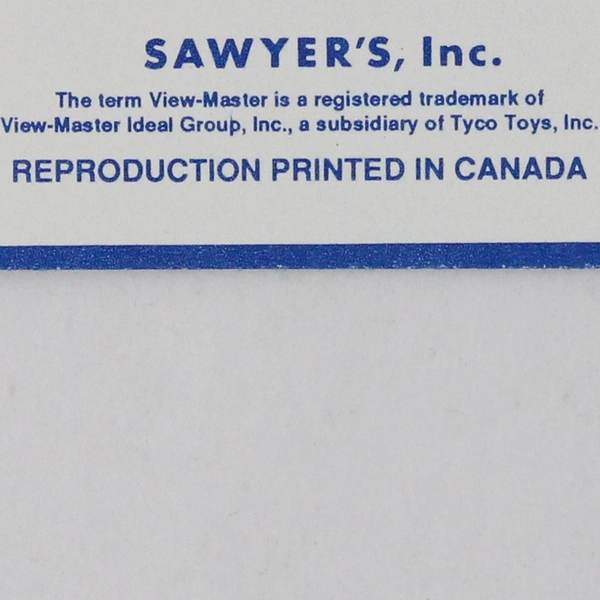 SAWYER'S, Inc.
The term View-Master is a registered trademark of
View-Master Ideal Group, Inc., a subsidiary of Tyco Toys, Inc.
REPRODUCTION PRINTED IN CANADA